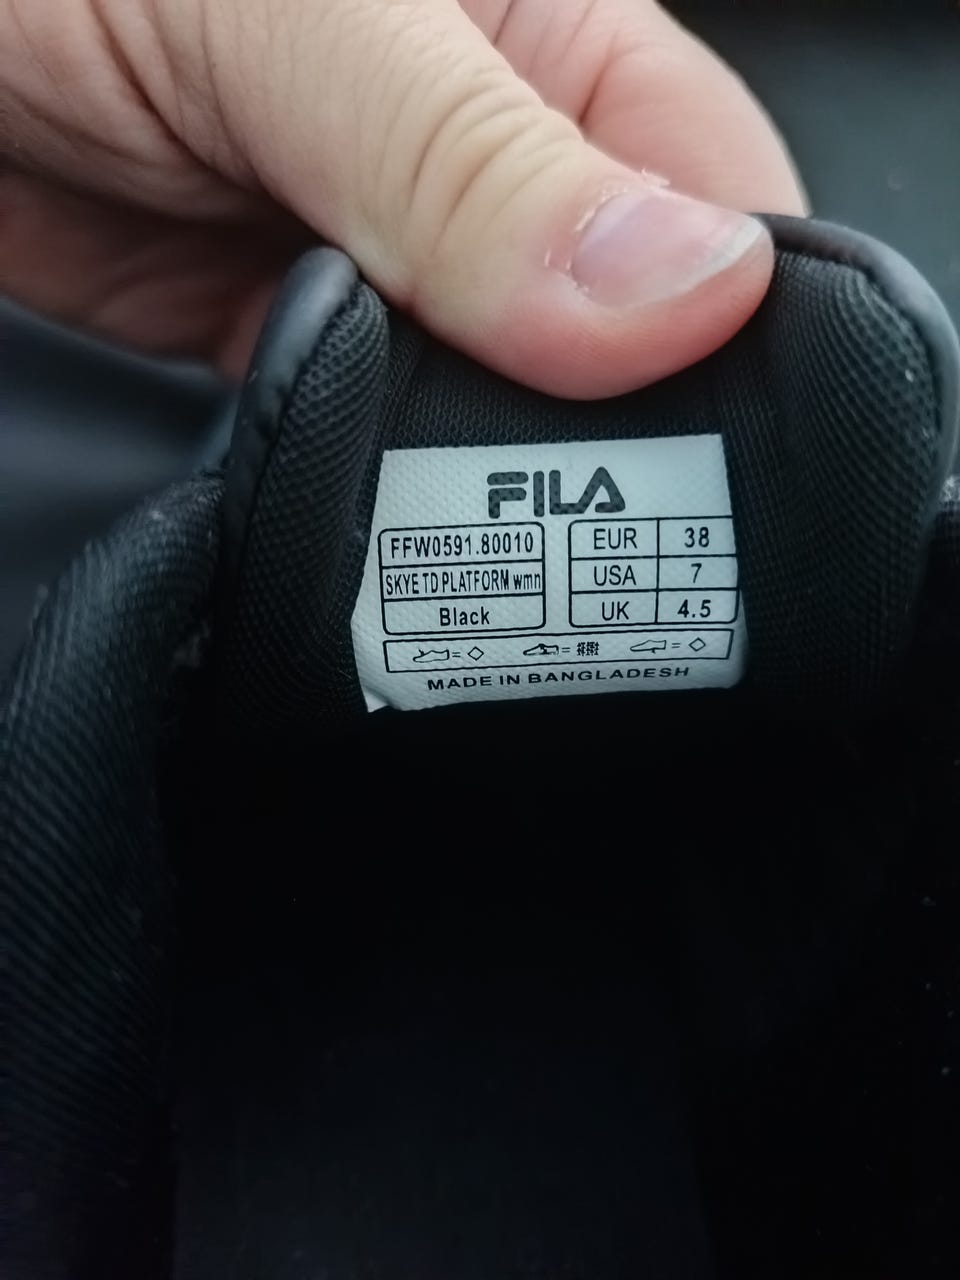 FILA
FFW0591.80010
SKYE TD PLATFORM wmn
Black
EUR 38
USA 7
UK 4.5
= =  =
MADE IN BANGLADESH